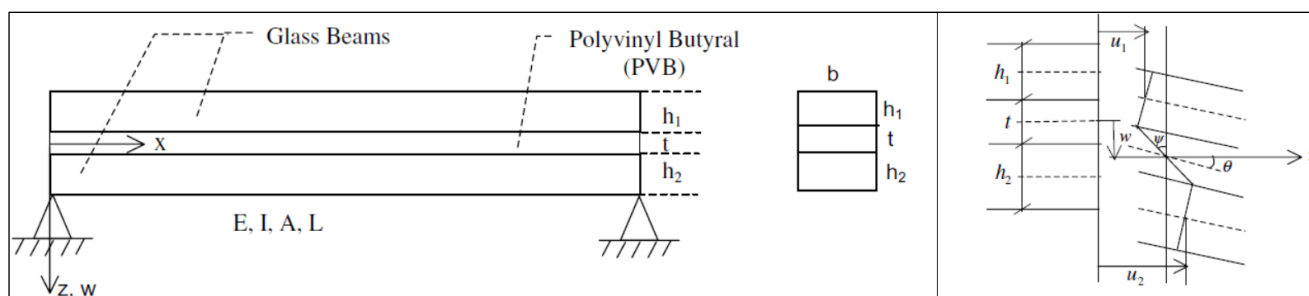 Glass Beams
Polyvinyl Butyral
(PVB)
h₁
t
h₂
X
E, I, A, L
z, w
b
h₁
t
h₂
u₁
h₁
t
w
ψ
θ
h₂
u₂